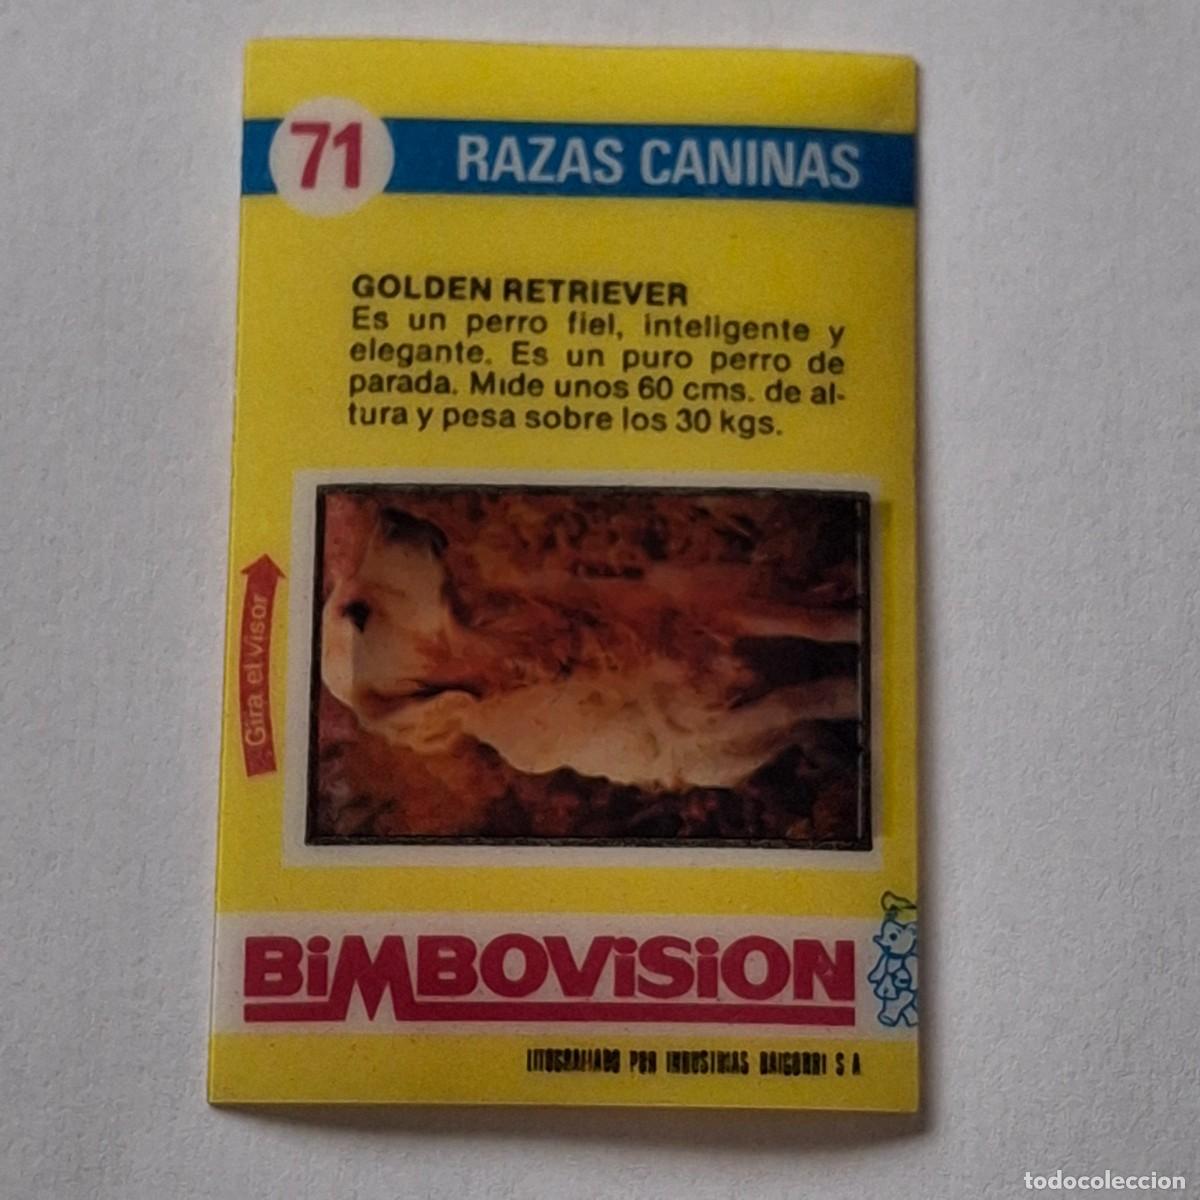 71
RAZAS CANINAS
GOLDEN RETRIEVER
Es un perro fiel, inteligente y
elegante. Es un puro perro de
parada. Mide unos 60 cms. de al-
tura y pesa sobre los 30 kgs.
Gira el visor
BiMBOViSiON
LITOGRAFIADO POR INDUSTRIAS BAIGORRI S A
todocoleccion